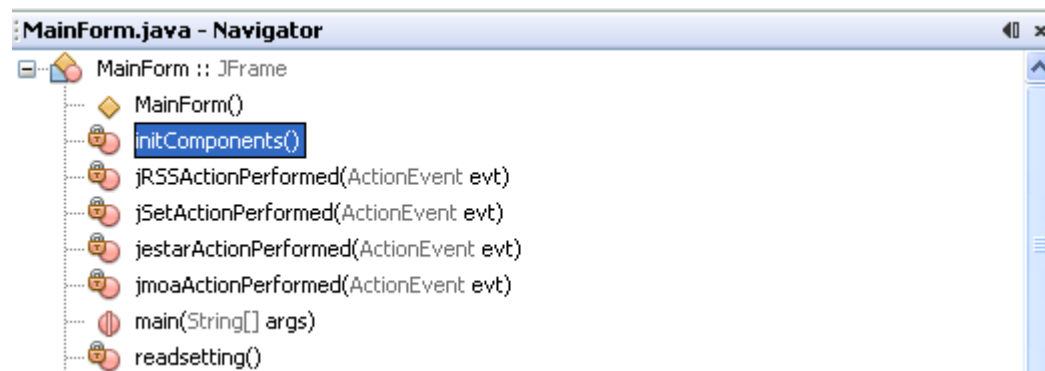 MainForm.java - Navigator
MainForm :: JFrame
MainForm()
initComponents()
jRSSActionPerformed(ActionEvent evt)
jSetActionPerformed(ActionEvent evt)
jestarActionPerformed(ActionEvent evt)
jmoaActionPerformed(ActionEvent evt)
main(String[] args)
readsetting()